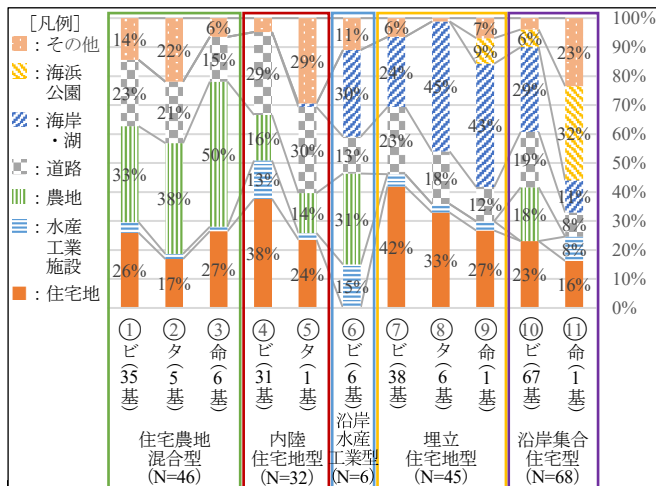 [凡例]
：その他
：海浜
公園
：海岸
・湖
：道路
：農地
：水産
工業
施設
：住宅地
14%
23%
33%
26%
22%
21%
38%
17%
6%
15%
50%
27%
29%
16%
13%
38%
29%
30%
14%
24%
11%
30%
13%
31%
15%
6%
24%
23%
42%
45%
18%
33%
7%
9%
43%
12%
27%
6%
29%
19%
18%
23%
23%
32%
11%
8%
8%
16%
100%
90%
80%
70%
60%
50%
40%
30%
20%
10%
0%
①ビ(35基)
②タ(5基)
③命(6基)
④ビ(31基)
⑤タ(1基)
⑥ビ(6基)
⑦ビ(38基)
⑧タ(6基)
⑨命(1基)
⑩ビ(67基)
⑪命(1基)
住宅農地
混合型
(N=46)
内陸
住宅地型
(N=32)
沿岸
水産
工業型
(N=6)
埋立
住宅地型
(N=45)
沿岸集合
住宅型
(N=68)